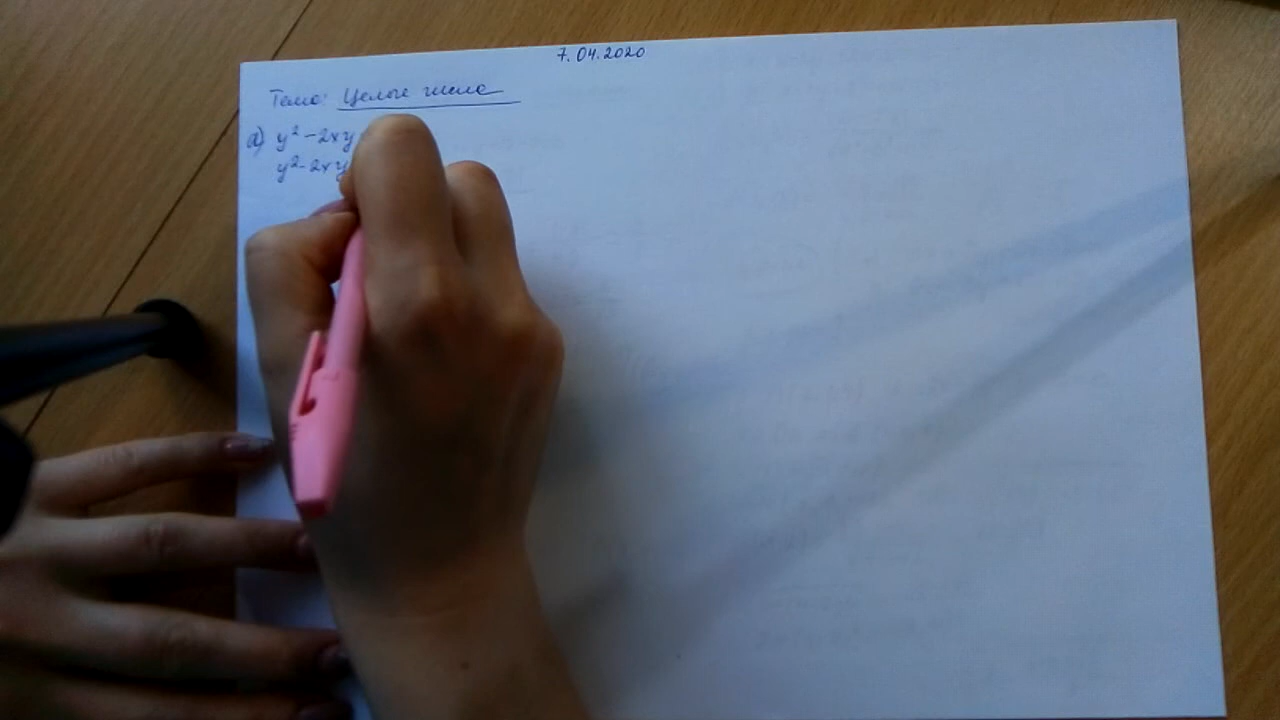 7.04.2020
Тема: Целые числа
а) y² - 2xy
y² - 2xy